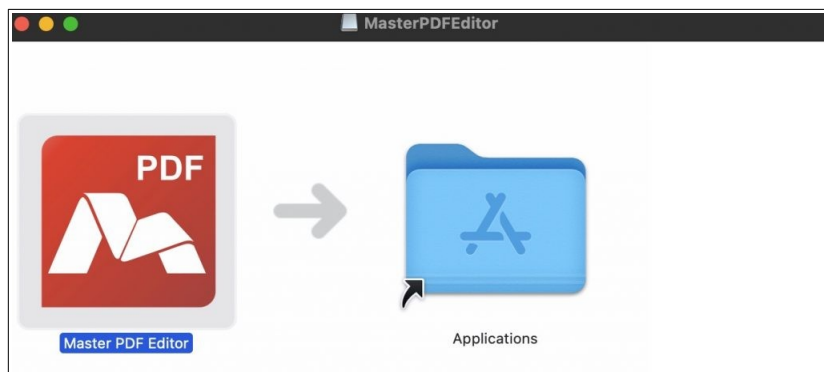 MasterPDFEditor
PDF
Master PDF Editor
Applications